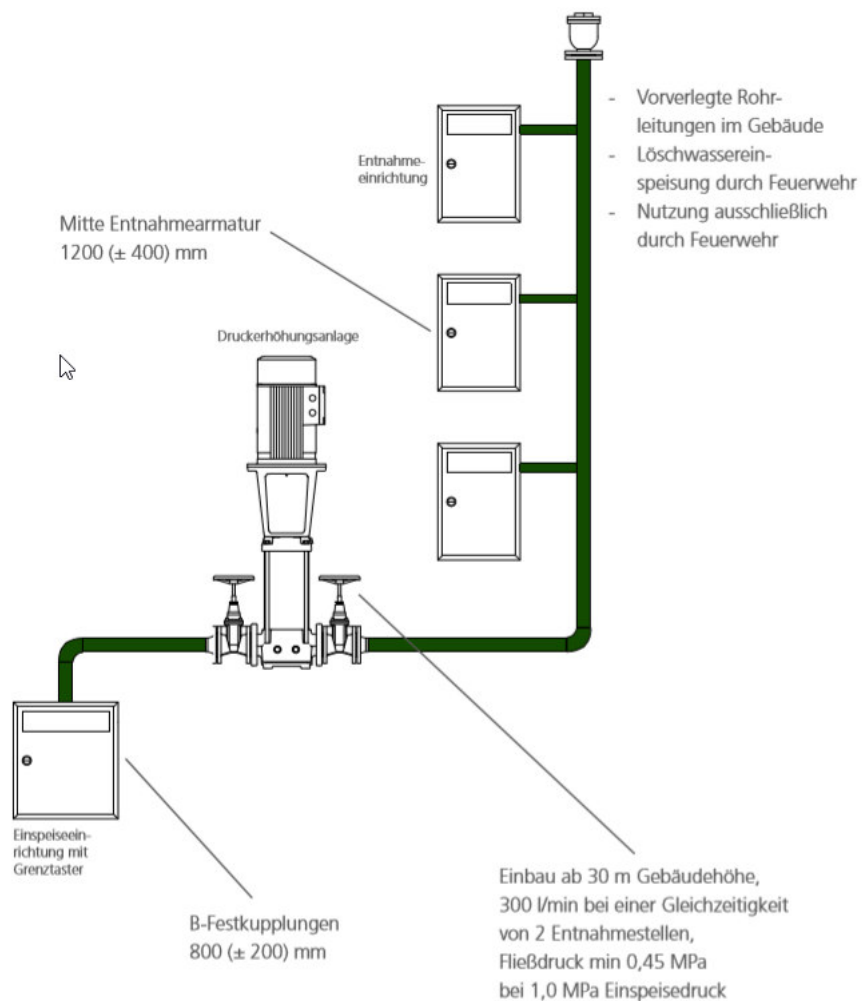 - Vorverlegte Rohr-
leitungen im Gebäude
- Löschwasserein-
speisung durch Feuerwehr
- Nutzung ausschließlich
durch Feuerwehr
Entnahme-
einrichtung
Mitte Entnahmearmatur
1200 (± 400) mm
Druckerhöhungsanlage
Einspeiseein-
richtung mit
Grenztaster
B-Festkupplungen
800 (± 200) mm
Einbau ab 30 m Gebäudehöhe,
300 l/min bei einer Gleichzeitigkeit
von 2 Entnahmestellen,
Fließdruck min 0,45 MPa
bei 1,0 MPa Einspeisedruck